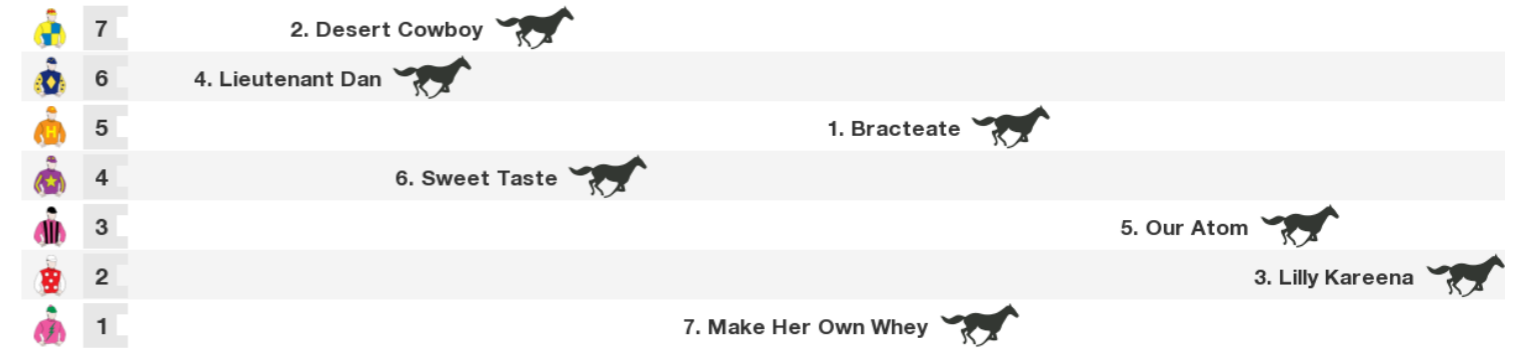 7 2. Desert Cowboy
6 4. Lieutenant Dan
H 5 1. Bracteate
4 6. Sweet Taste
3 5. Our Atom
2 3. Lilly Kareena
1 7. Make Her Own Whey